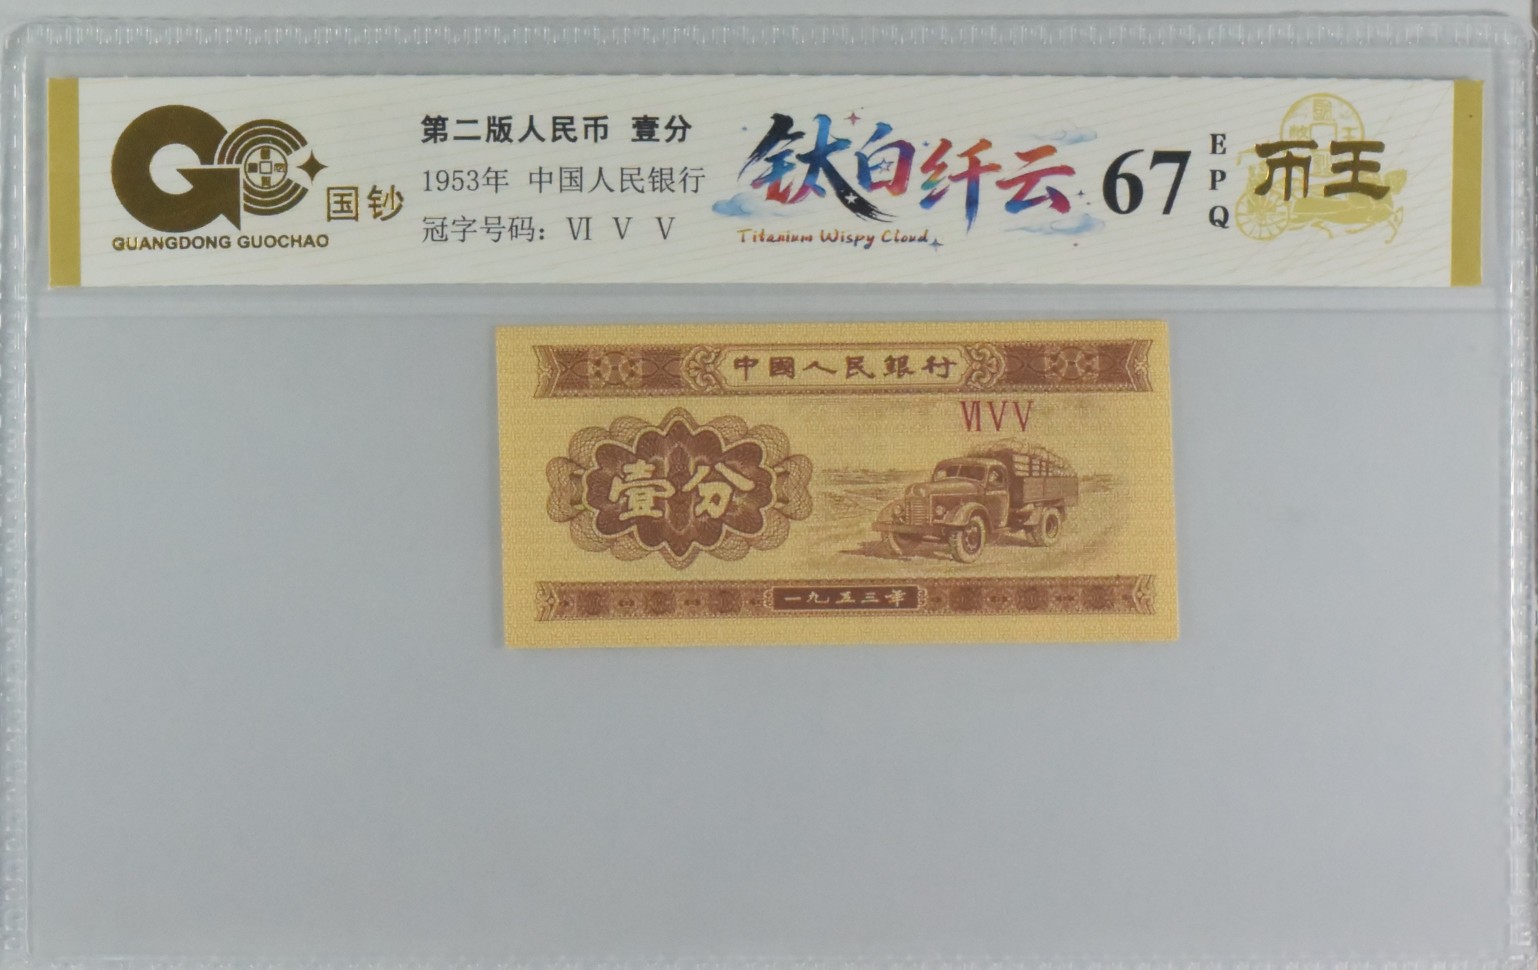 GUANGDONG GUOCHAO
国钞
第二版人民币 壹分
1953年 中国人民银行
冠字号码：Ⅵ Ⅴ Ⅴ
钛白纤云
Titanium Wispy Cloud
67
EPQ
币王
中國人民銀行
ⅥⅤⅤ
壹分
一九五三年